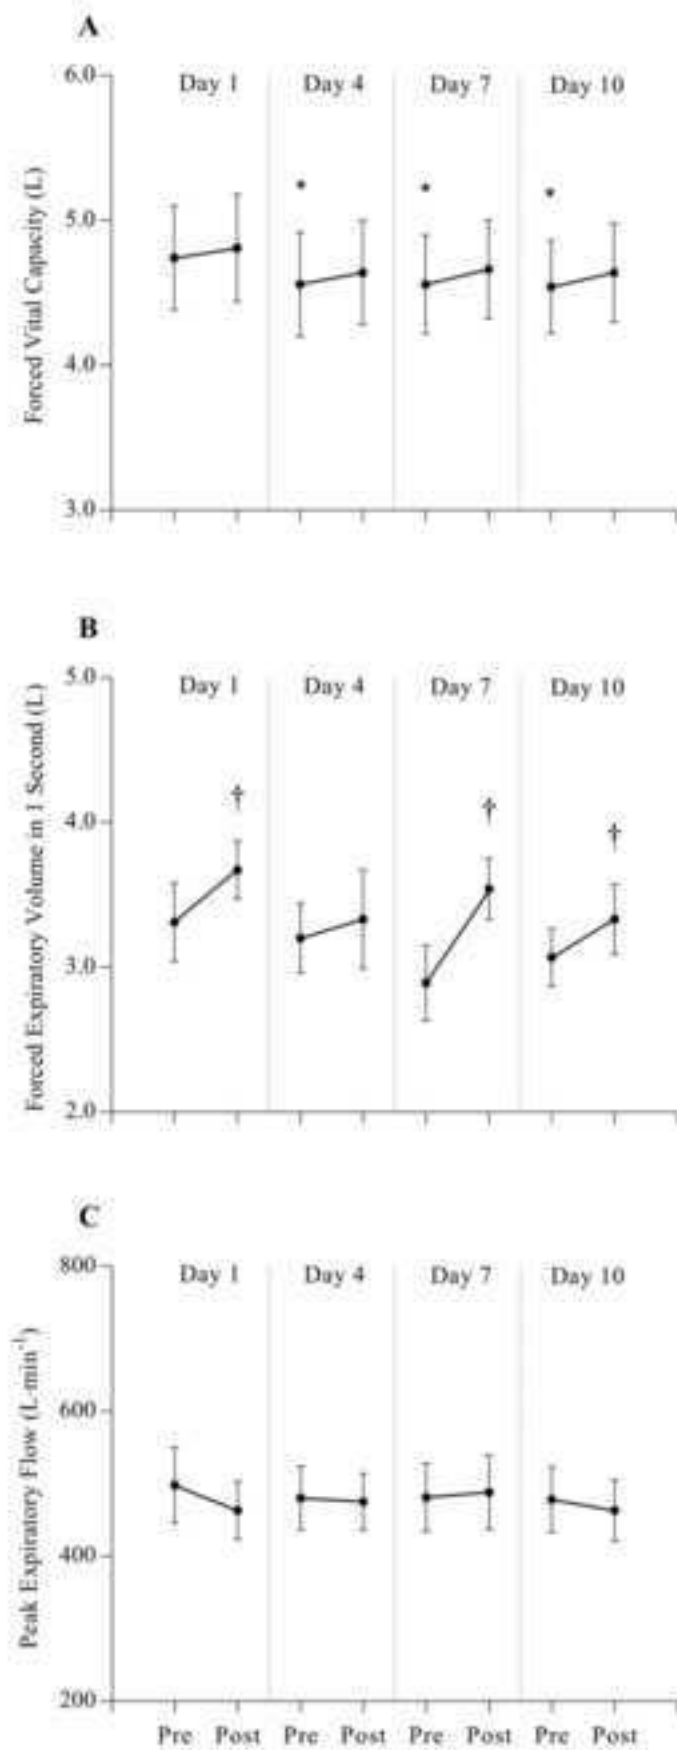 A
6.0
Day 1 Day 4 Day 7 Day 10
* * *
5.0
4.0
3.0
Forced Vital Capacity (L)
B
5.0
Day 1 Day 4 Day 7 Day 10
† † †
4.0
3.0
2.0
Forced Expiratory Volume in 1 Second (L)
C
800
Day 1 Day 4 Day 7 Day 10
600
400
200
Peak Expiratory Flow (L·min⁻¹)
Pre Post Pre Post Pre Post Pre Post